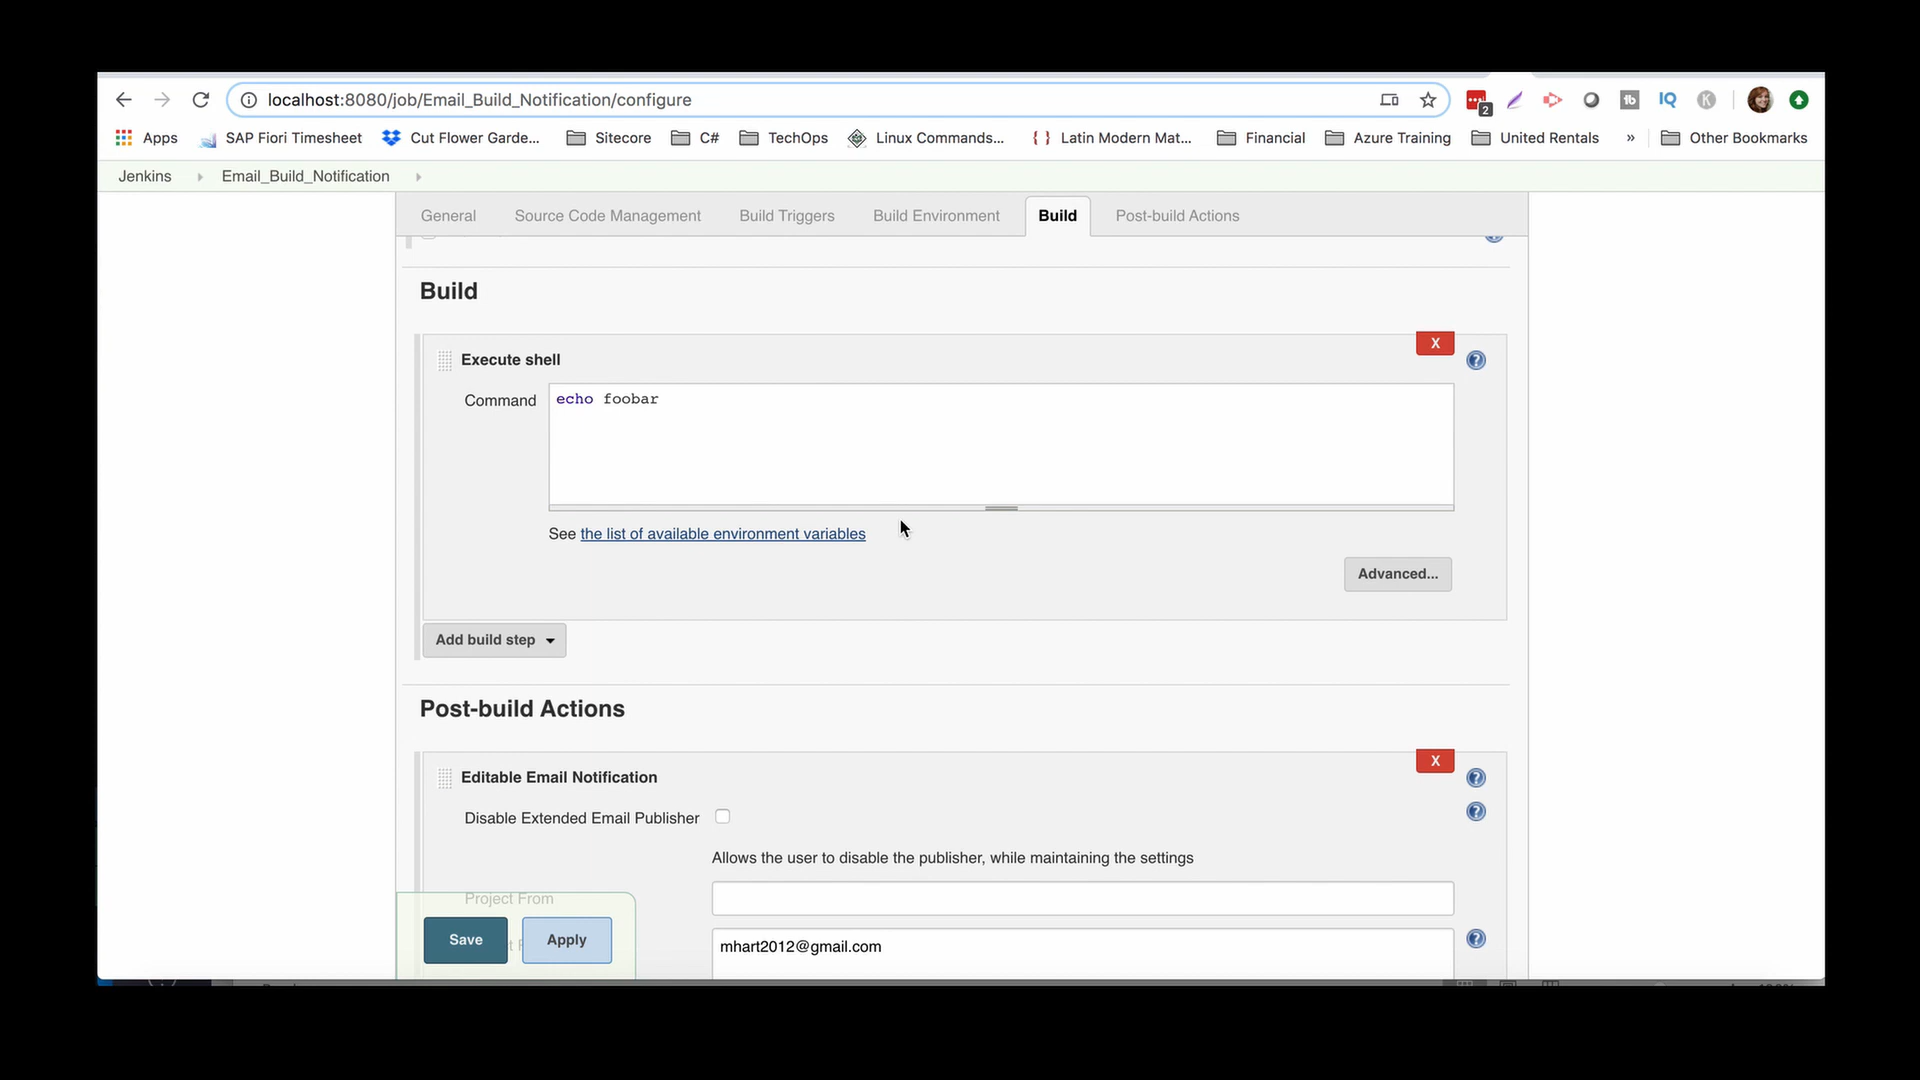 localhost:8080/job/Email_Build_Notification/configure
2
tb
IQ
K
Apps
SAP Fiori Timesheet
Cut Flower Garde...
Sitecore
C#
TechOps
Linux Commands...
Latin Modern Mat...
Financial
Azure Training
United Rentals
»
Other Bookmarks
Jenkins
Email_Build_Notification
General
Source Code Management
Build Triggers
Build Environment
Build
Post-build Actions
Build
X
Execute shell
?
Command
echo foobar
See the list of available environment variables
Advanced...
Add build step
Post-build Actions
X
Editable Email Notification
?
Disable Extended Email Publisher
?
Allows the user to disable the publisher, while maintaining the settings
Project From
Save
Apply
mhart2012@gmail.com
?